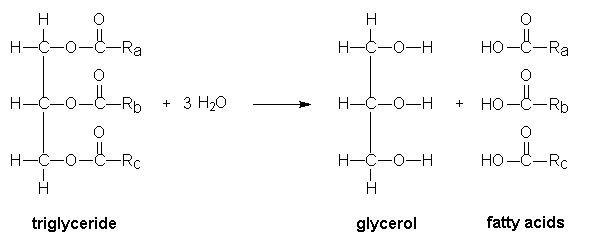 H H
O O
H–C–O–C–Ra H–C–O–H HO–C–Ra
O O
H–C–O–C–Rb + 3 H2O H–C–O–H + HO–C–Rb
O O
H–C–O–C–Rc H–C–O–H HO–C–Rc
H H
triglyceride glycerol fatty acids